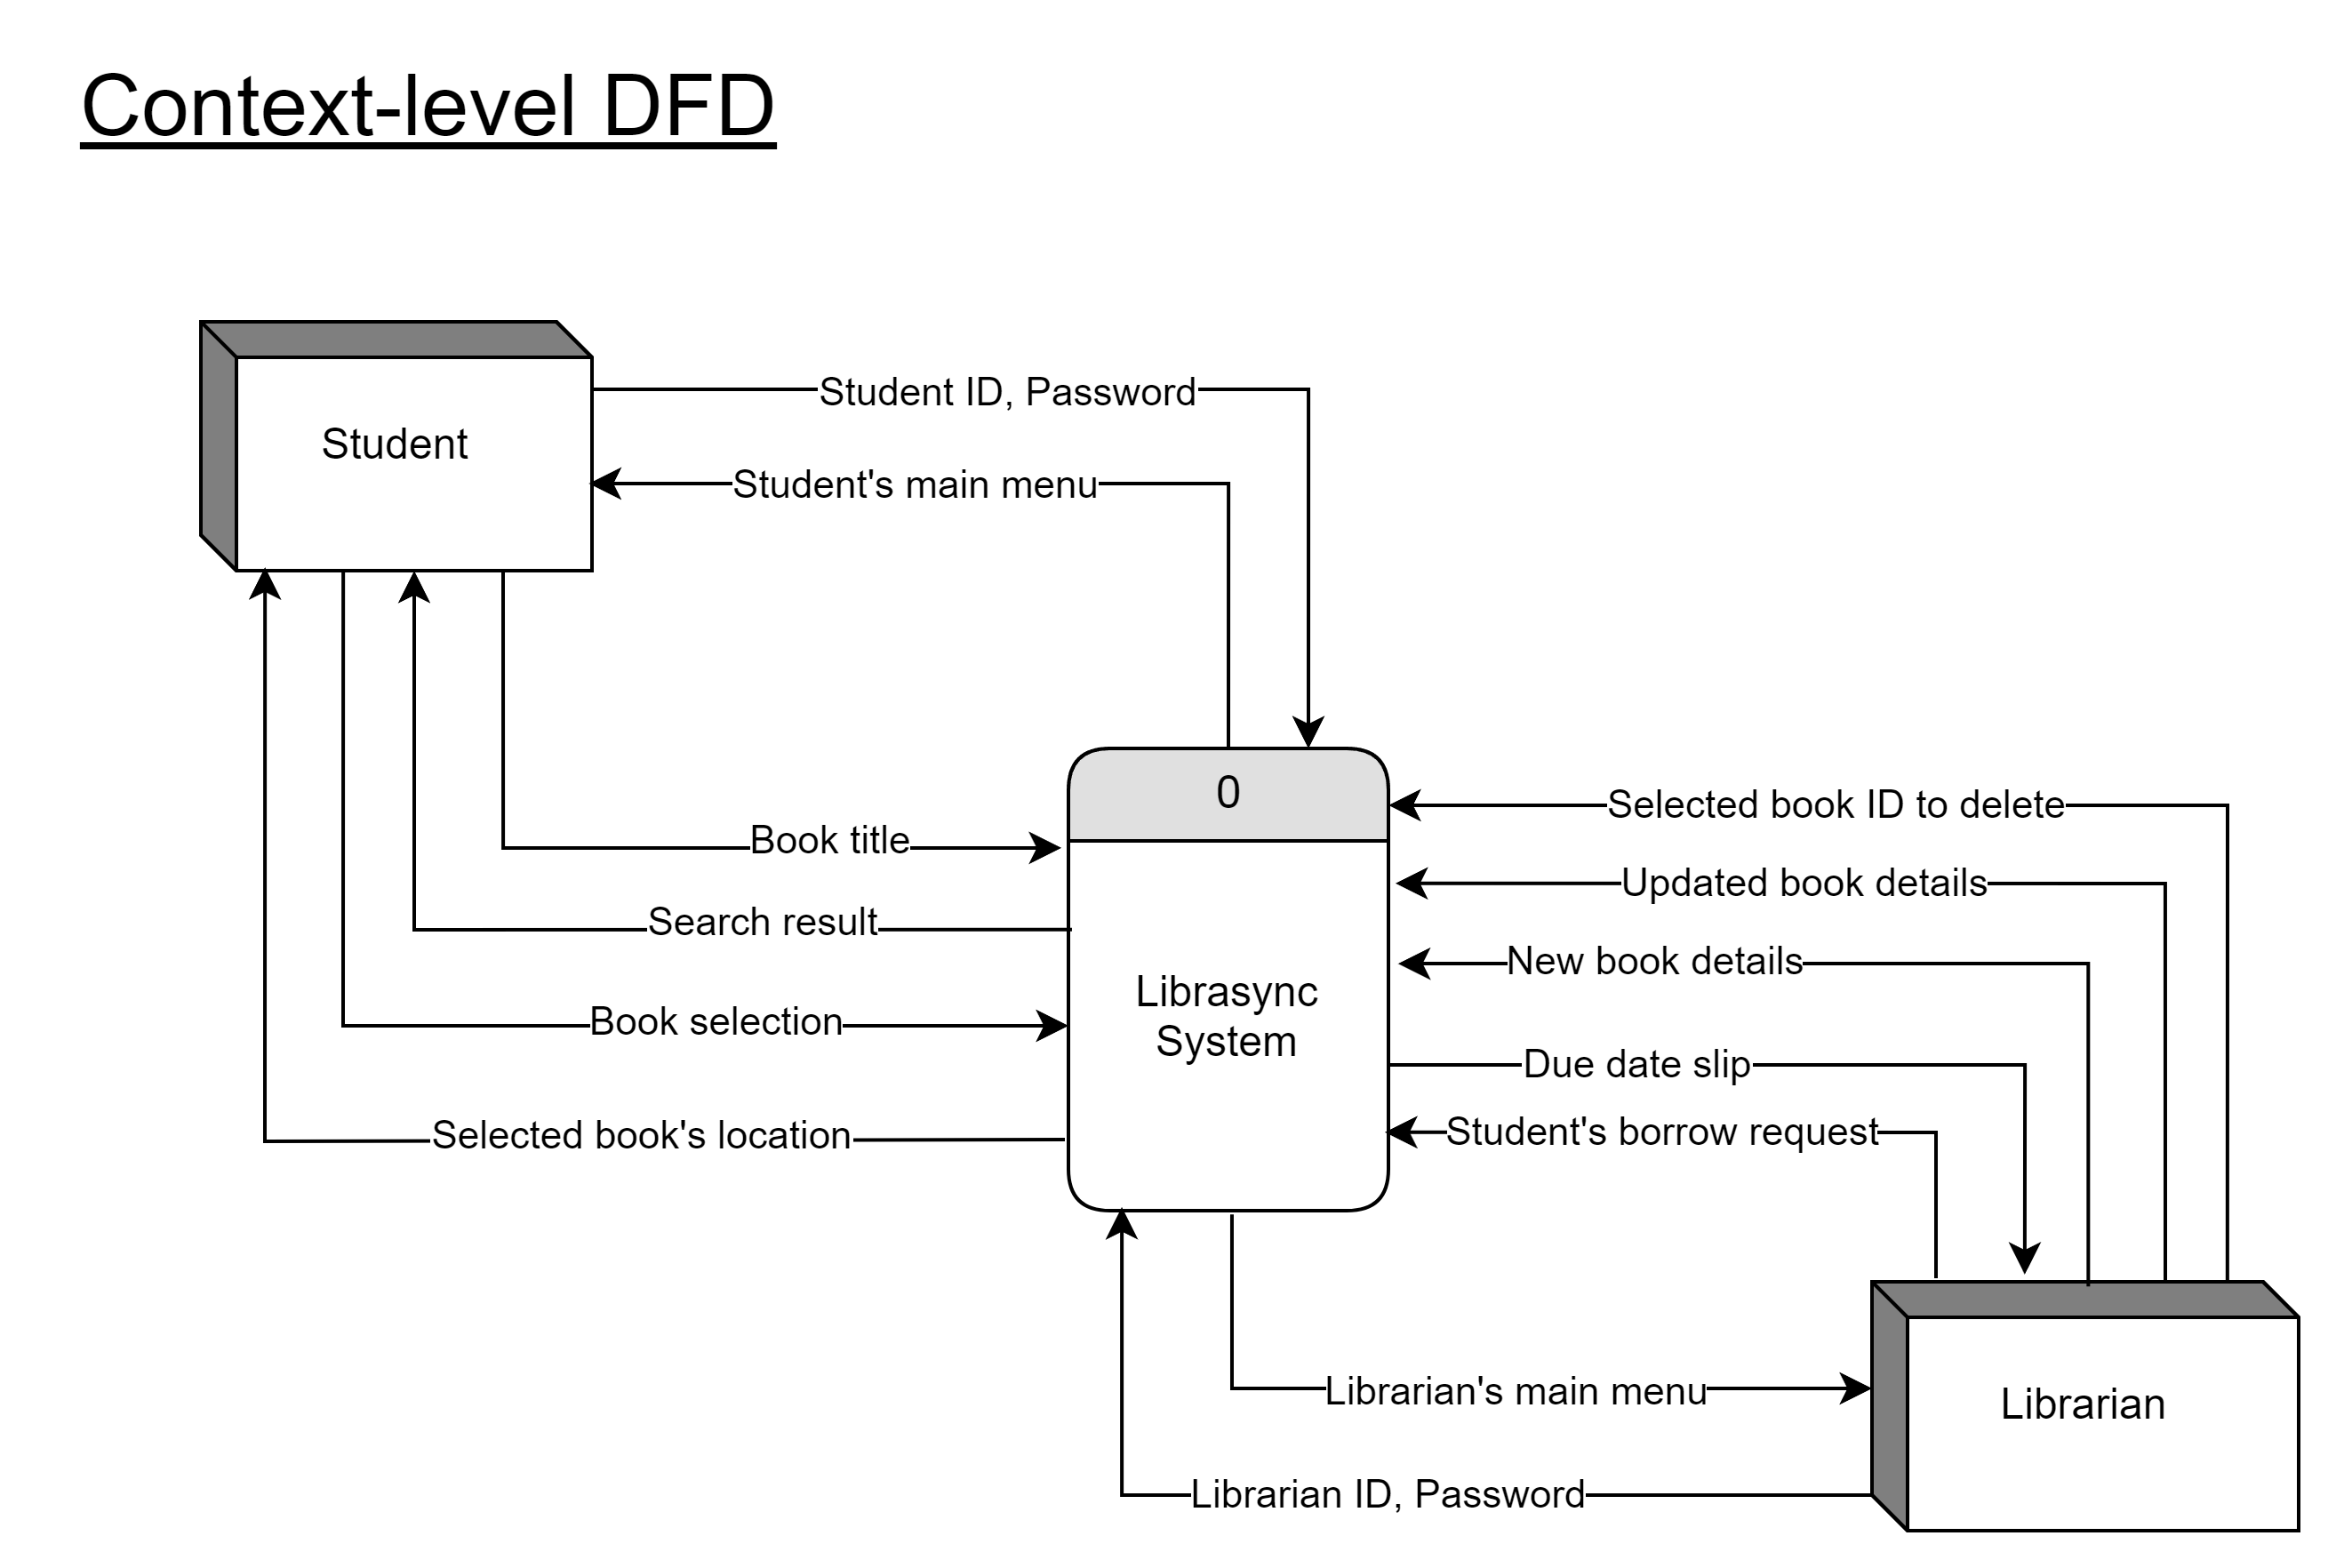 Context-level DFD
Student
Student ID, Password
Student's main menu
0
Librasync
System
Book title
Search result
Book selection
Selected book's location
Selected book ID to delete
Updated book details
New book details
Due date slip
Student's borrow request
Librarian's main menu
Librarian
Librarian ID, Password